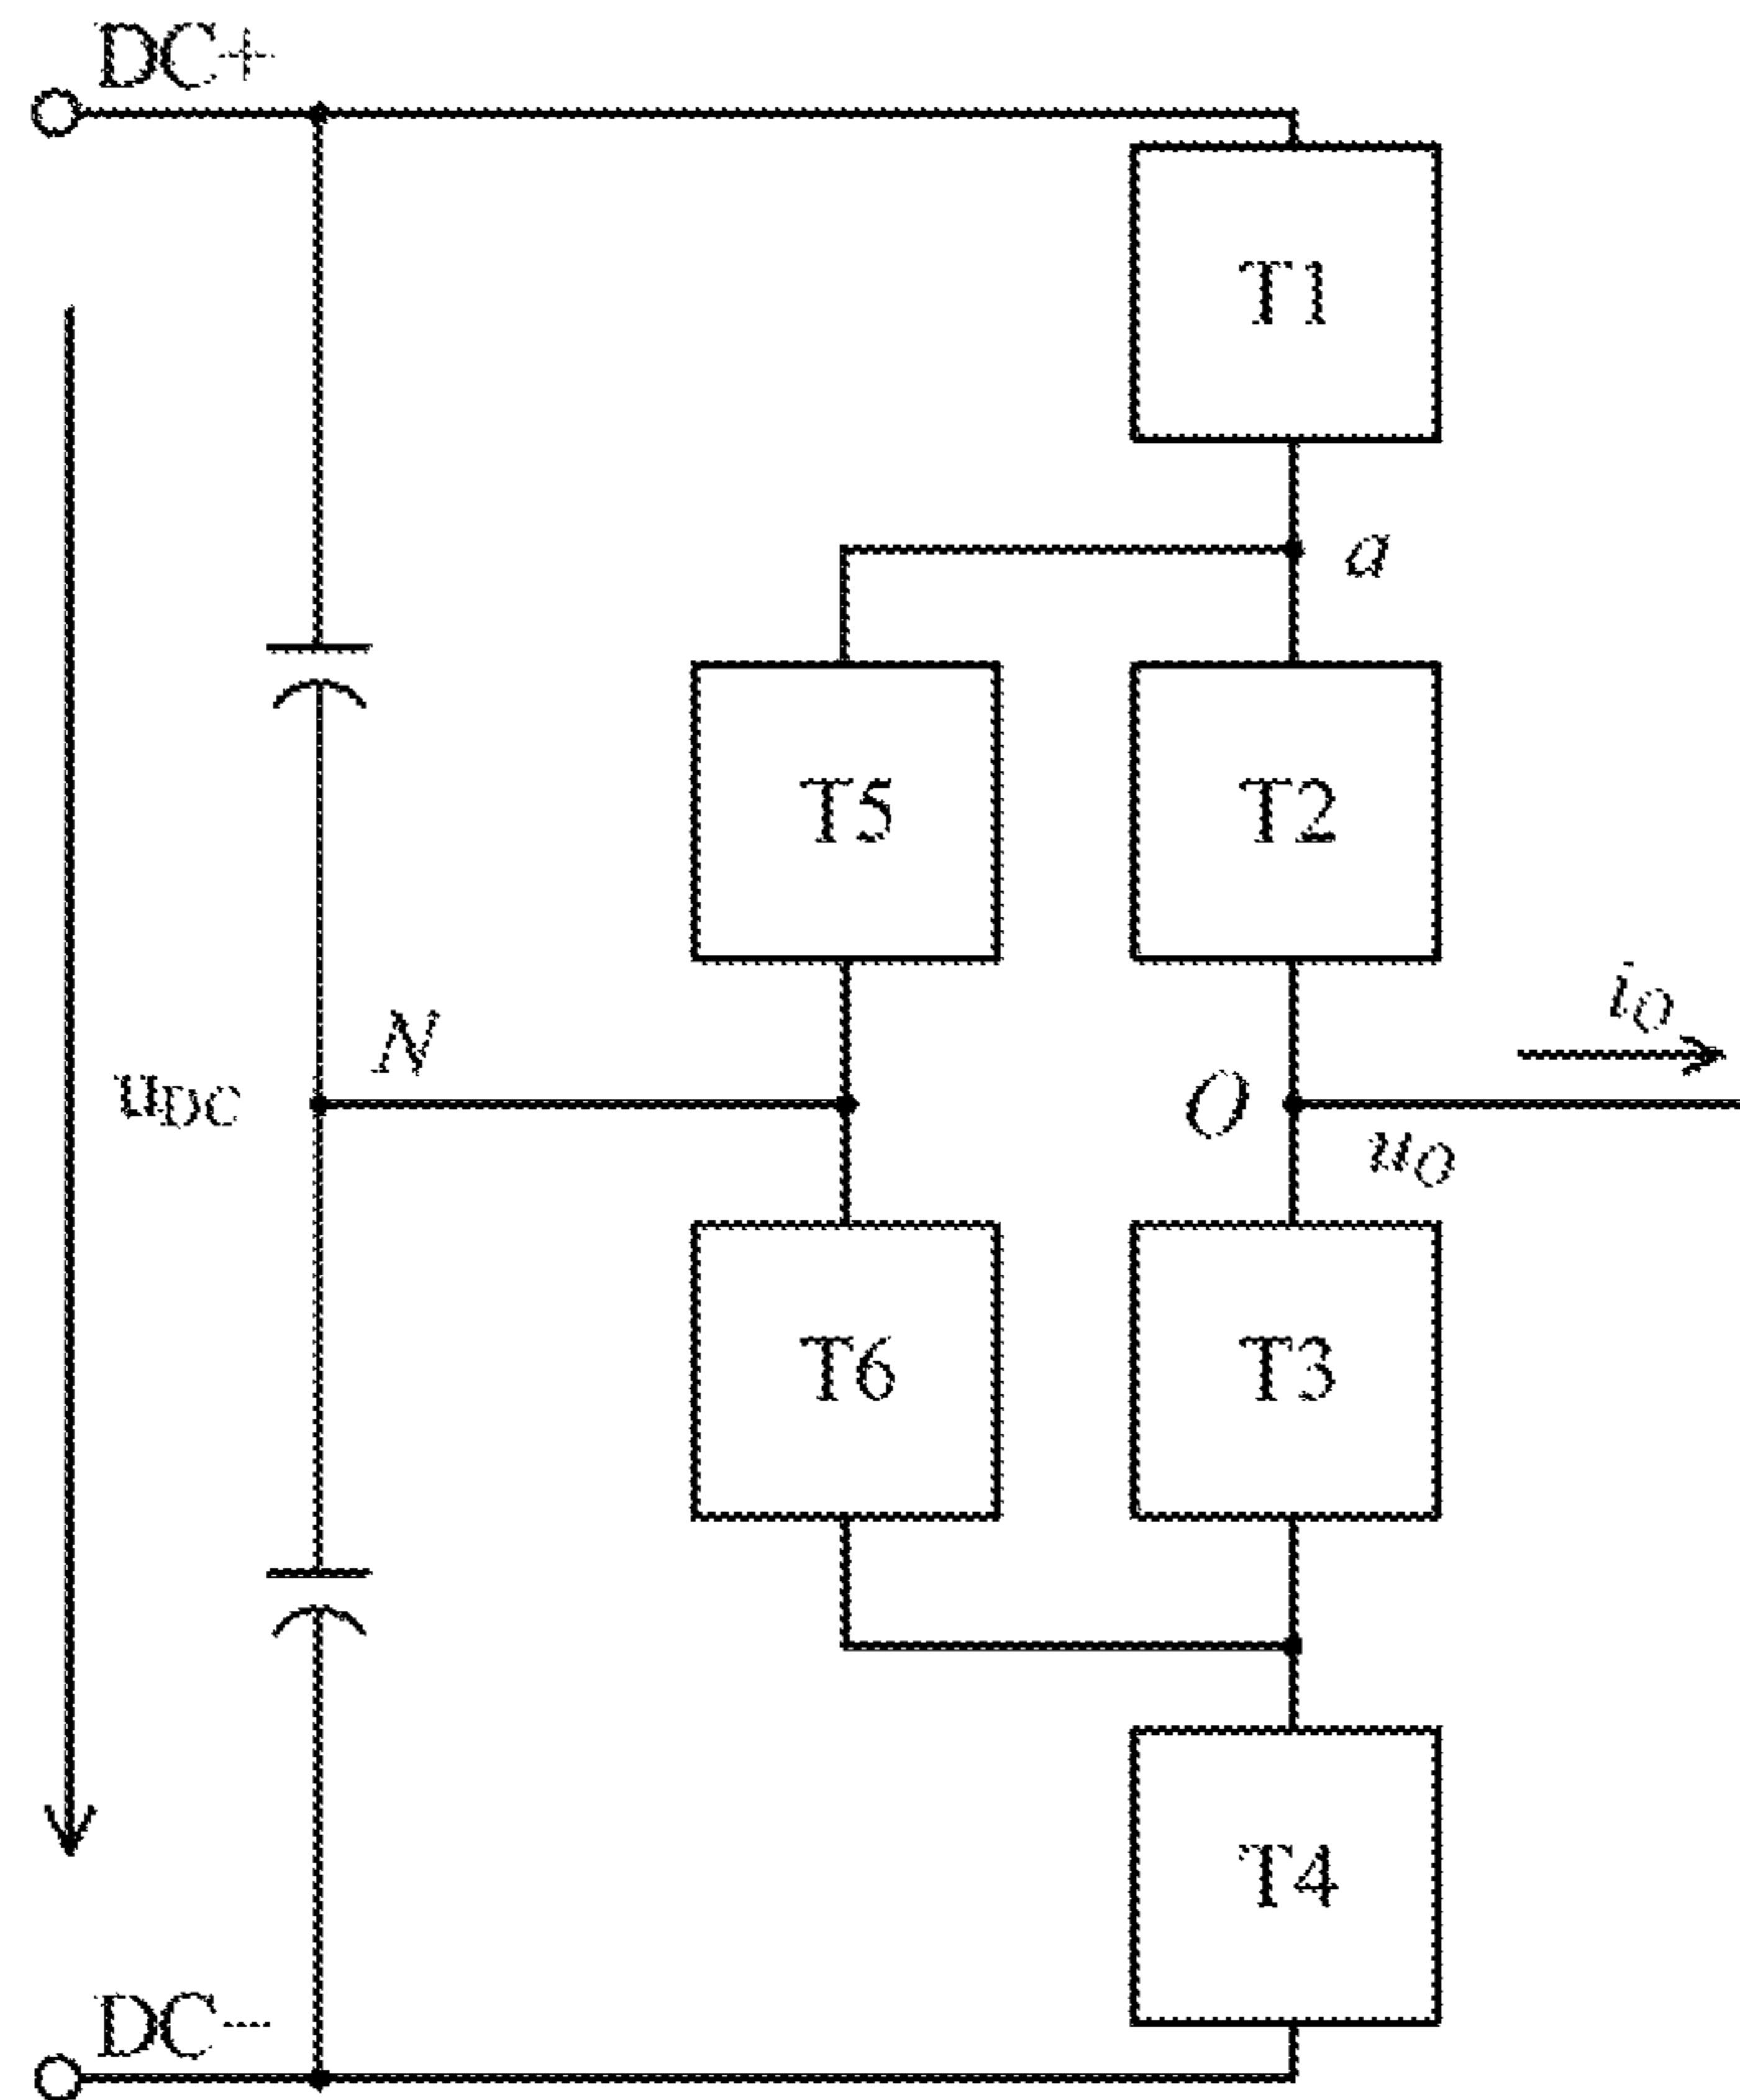 DC+
T1
a
T5 T2
N
i_O
u_DC
O
u_O
T6 T3
T4
DC-